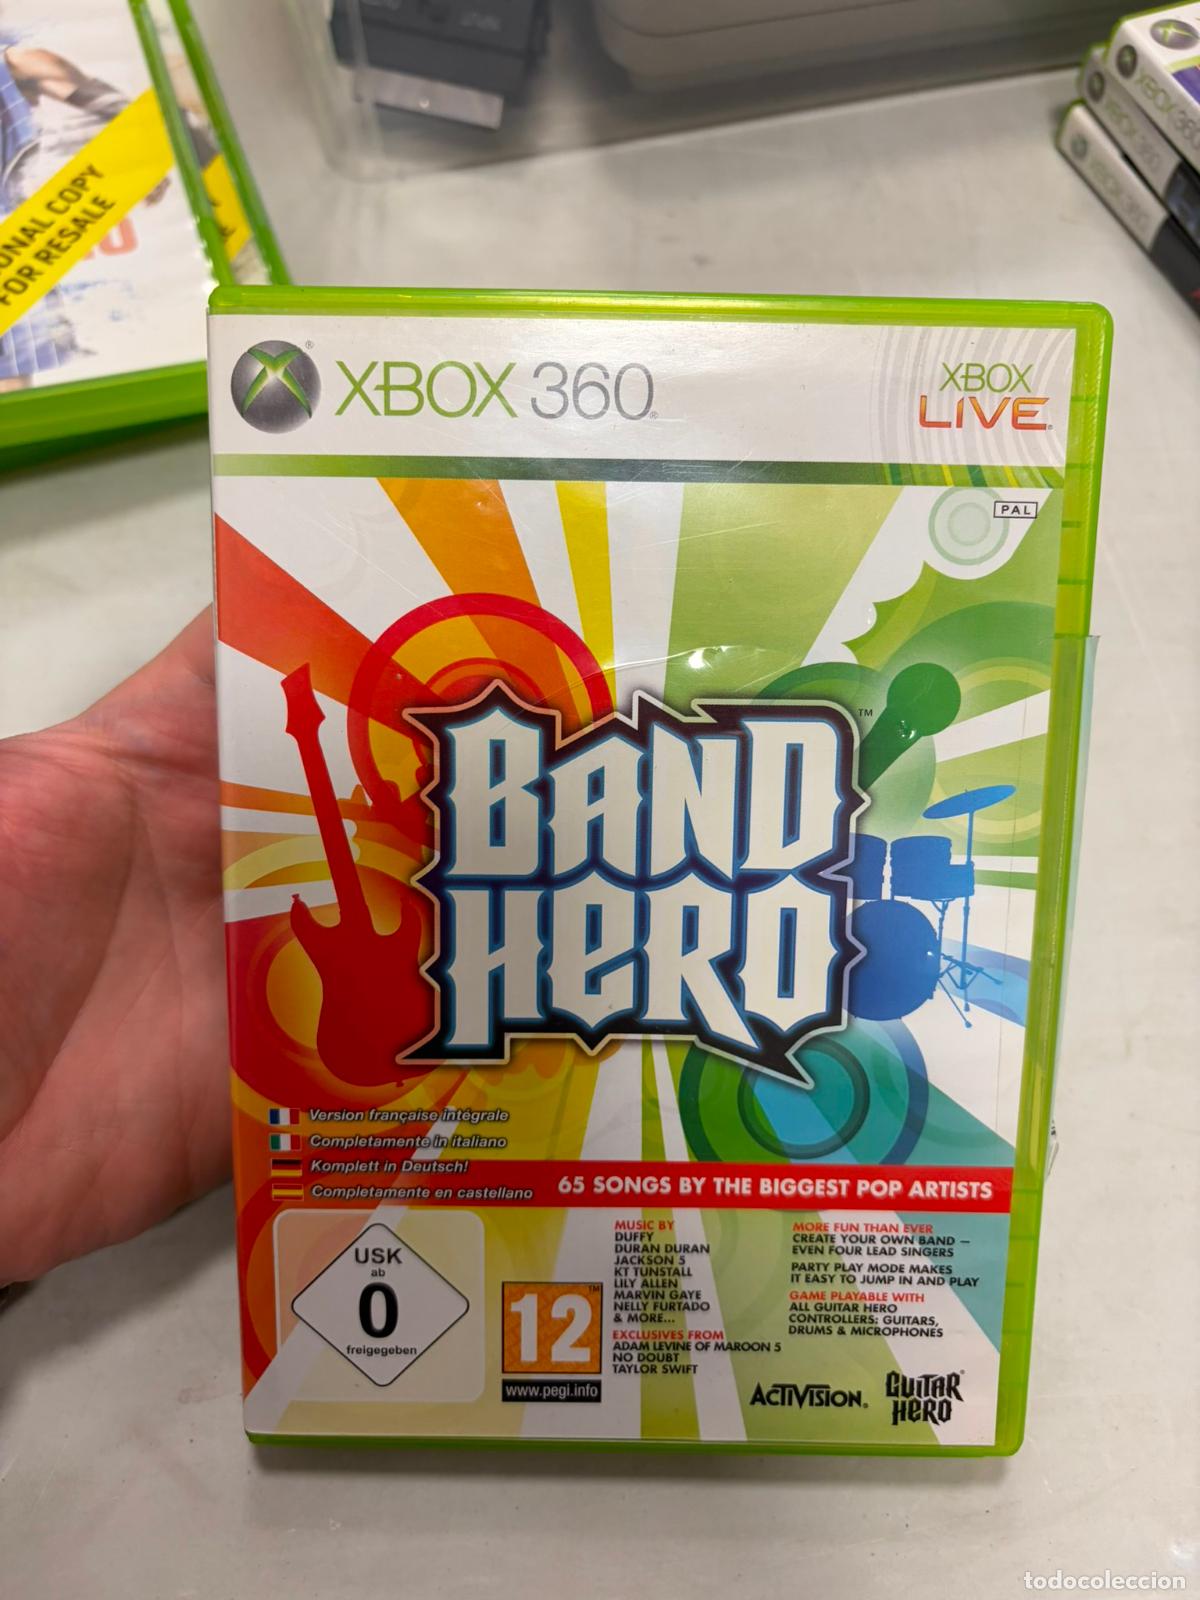 ONAL COPY
FOR RESALE
XBOX 360
XBOX 360
XBOX 360
XBOX 360®
XBOX
LIVE®
PAL
BAND™
HERO
Version française intégrale
Completamente in italiano
Komplett in Deutsch!
Completamente en castellano
65 SONGS BY THE BIGGEST POP ARTISTS
USK
ab
0
freigegeben
12™
www.pegi.info
MUSIC BY
DUFFY
DURAN DURAN
JACKSON 5
KT TUNSTALL
LILY ALLEN
MARVIN GAYE
NELLY FURTADO
& MORE...
EXCLUSIVES FROM
ADAM LEVINE OF MAROON 5
NO DOUBT
TAYLOR SWIFT
MORE FUN THAN EVER
CREATE YOUR OWN BAND –
EVEN FOUR LEAD SINGERS
PARTY PLAY MODE MAKES
IT EASY TO JUMP IN AND PLAY
GAME PLAYABLE WITH
ALL GUITAR HERO
CONTROLLERS: GUITARS,
DRUMS & MICROPHONES
ACTIVISION®
GUITAR®
HERO
todocoleccion